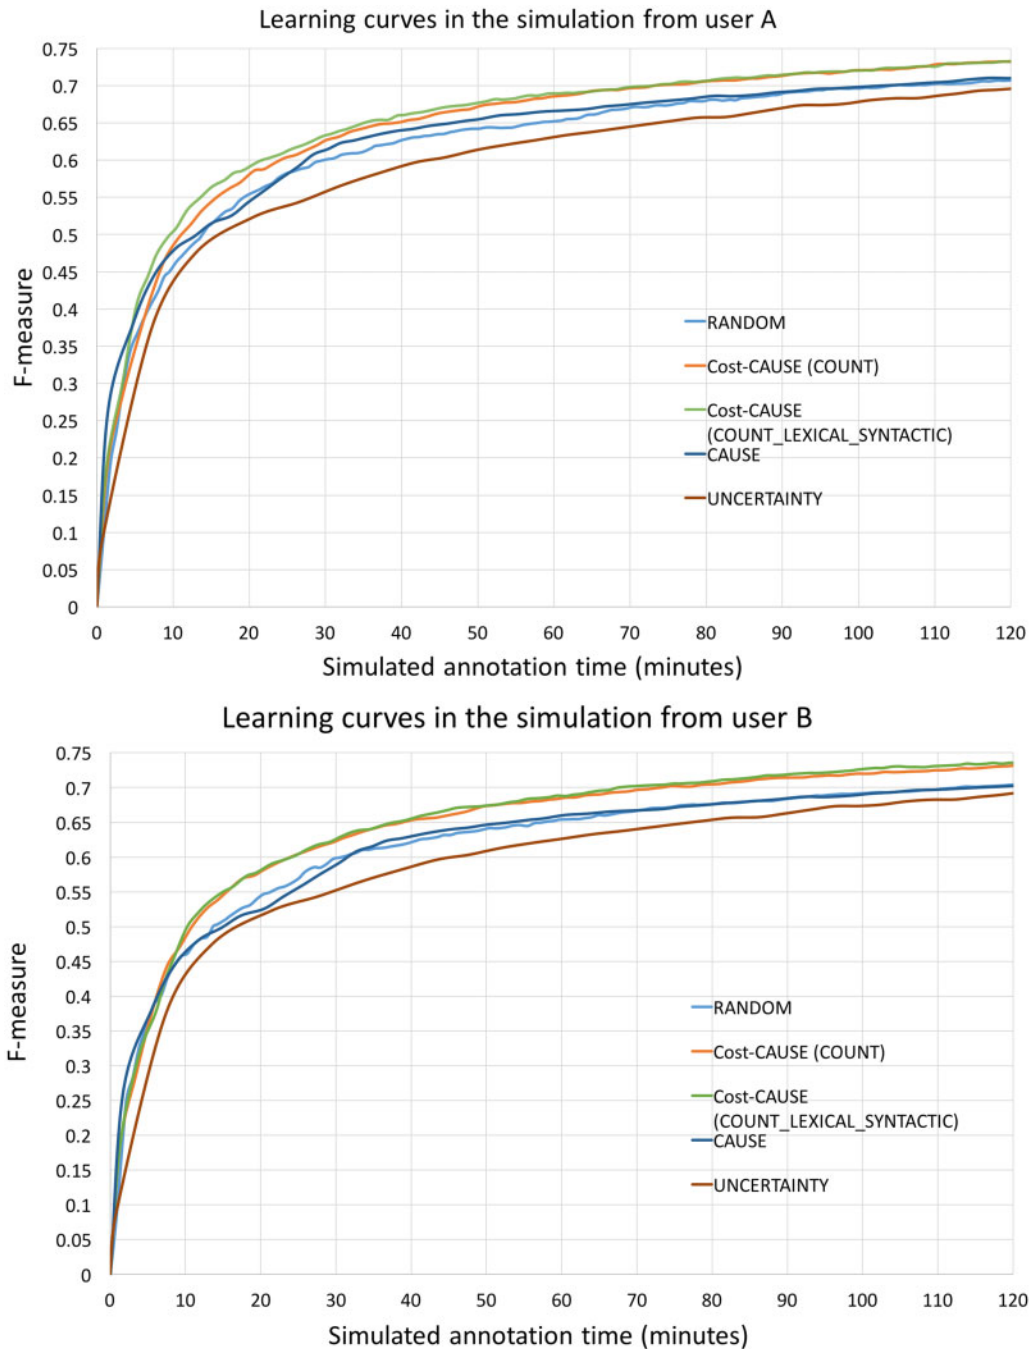 Learning curves in the simulation from user A
0.75
0.7
0.65
0.6
0.55
0.5
0.45
0.4
0.35
0.3
0.25
0.2
0.15
0.1
0.05
0
F-measure
RANDOM
Cost-CAUSE (COUNT)
Cost-CAUSE
(COUNT_LEXICAL_SYNTACTIC)
CAUSE
UNCERTAINTY
0 10 20 30 40 50 60 70 80 90 100 110 120
Simulated annotation time (minutes)
Learning curves in the simulation from user B
0.75
0.7
0.65
0.6
0.55
0.5
0.45
0.4
0.35
0.3
0.25
0.2
0.15
0.1
0.05
0
F-measure
RANDOM
Cost-CAUSE (COUNT)
Cost-CAUSE
(COUNT_LEXICAL_SYNTACTIC)
CAUSE
UNCERTAINTY
0 10 20 30 40 50 60 70 80 90 100 110 120
Simulated annotation time (minutes)